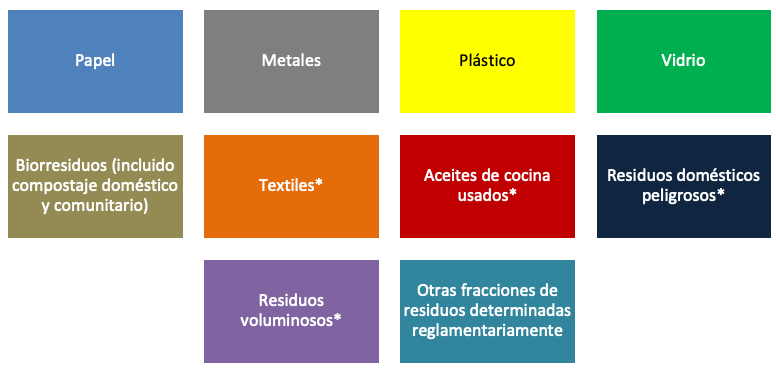 Papel
Metales
Plástico
Vidrio
Biorresiduos (incluido
compostaje doméstico
y comunitario)
Textiles*
Aceites de cocina
usados*
Residuos domésticos
peligrosos*
Residuos
voluminosos*
Otras fracciones de
residuos determinadas
reglamentariamente